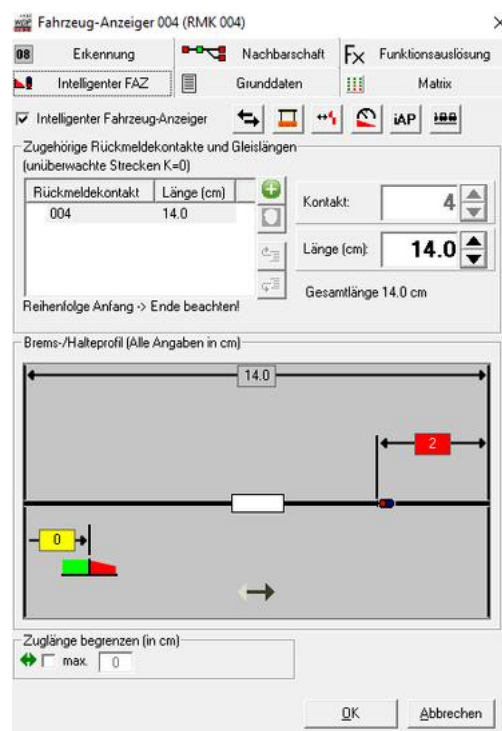 Fahrzeug-Anzeiger 004 (RMK 004)
08 Erkennung Nachbarschaft Fx Funktionsauslösung
Intelligenter FAZ Grunddaten Matrix
Intelligenter Fahrzeug-Anzeiger iAP
Zugehörige Rückmeldekontakte und Gleislängen
(unüberwachte Strecken K=0)
Rückmeldekontakt Länge (cm)
004 14.0
Kontakt: 4
Länge (cm): 14.0
Gesamtlänge 14.0 cm
Reihenfolge Anfang -> Ende beachten!
Brems-/Halteprofil (Alle Angaben in cm)
14.0
2
0
Zuglänge begrenzen (in cm)
max. 0
OK Abbrechen